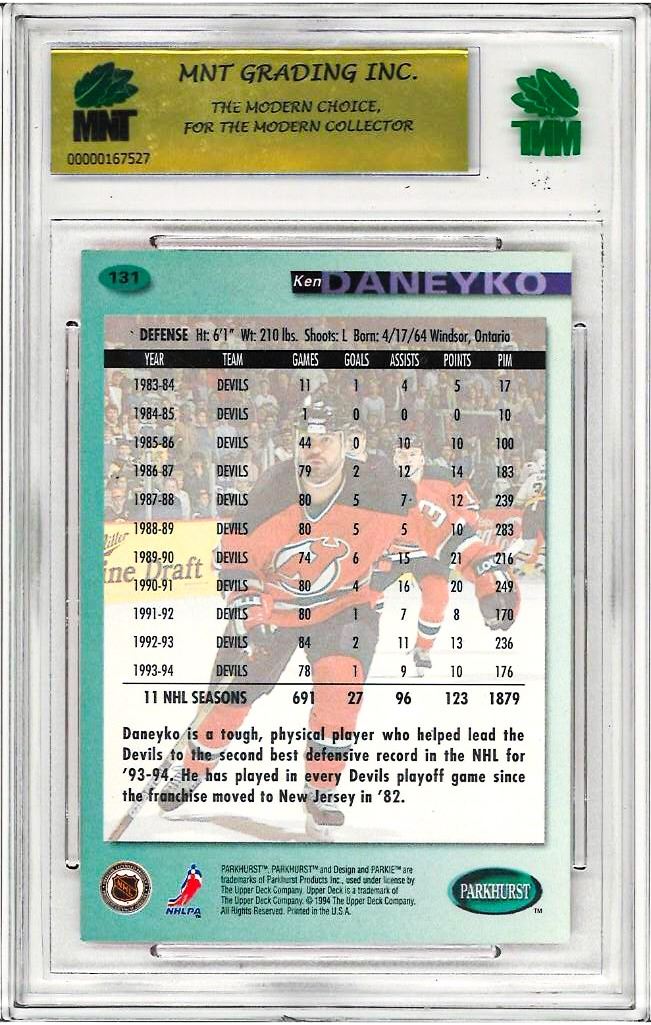 MNT GRADING INC.
THE MODERN CHOICE,
FOR THE MODERN COLLECTOR
MNT
00000167527
MNT
131
Ken DANEYKO
DEFENSE Ht: 6'1" Wt: 210 lbs. Shoots: L Born: 4/17/64 Windsor, Ontario
YEAR TEAM GAMES GOALS ASSISTS POINTS PIM
1983-84 DEVILS 11 1 4 5 17
1984-85 DEVILS 1 0 0 0 10
1985-86 DEVILS 44 0 10 10 100
1986-87 DEVILS 79 2 12 14 183
1987-88 DEVILS 80 5 7 12 239
1988-89 DEVILS 80 5 5 10 283
1989-90 DEVILS 74 6 15 21 216
1990-91 DEVILS 80 4 16 20 249
1991-92 DEVILS 80 1 7 8 170
1992-93 DEVILS 84 2 11 13 236
1993-94 DEVILS 78 1 9 10 176
11 NHL SEASONS 691 27 96 123 1879
Miller
ine Draft
3
Daneyko is a tough, physical player who helped lead the
Devils to the second best defensive record in the NHL for
'93-94. He has played in every Devils playoff game since
the franchise moved to New Jersey in '82.
NHL
NHLPA
PARKHURST™, PARKHURST™ and Design and PARKIE™ are
trademarks of Parkhurst Products Inc., used under license by
The Upper Deck Company. Upper Deck is a trademark of
The Upper Deck Company. © 1994 The Upper Deck Company.
All Rights Reserved. Printed in the U.S.A.
PARKHURST
™